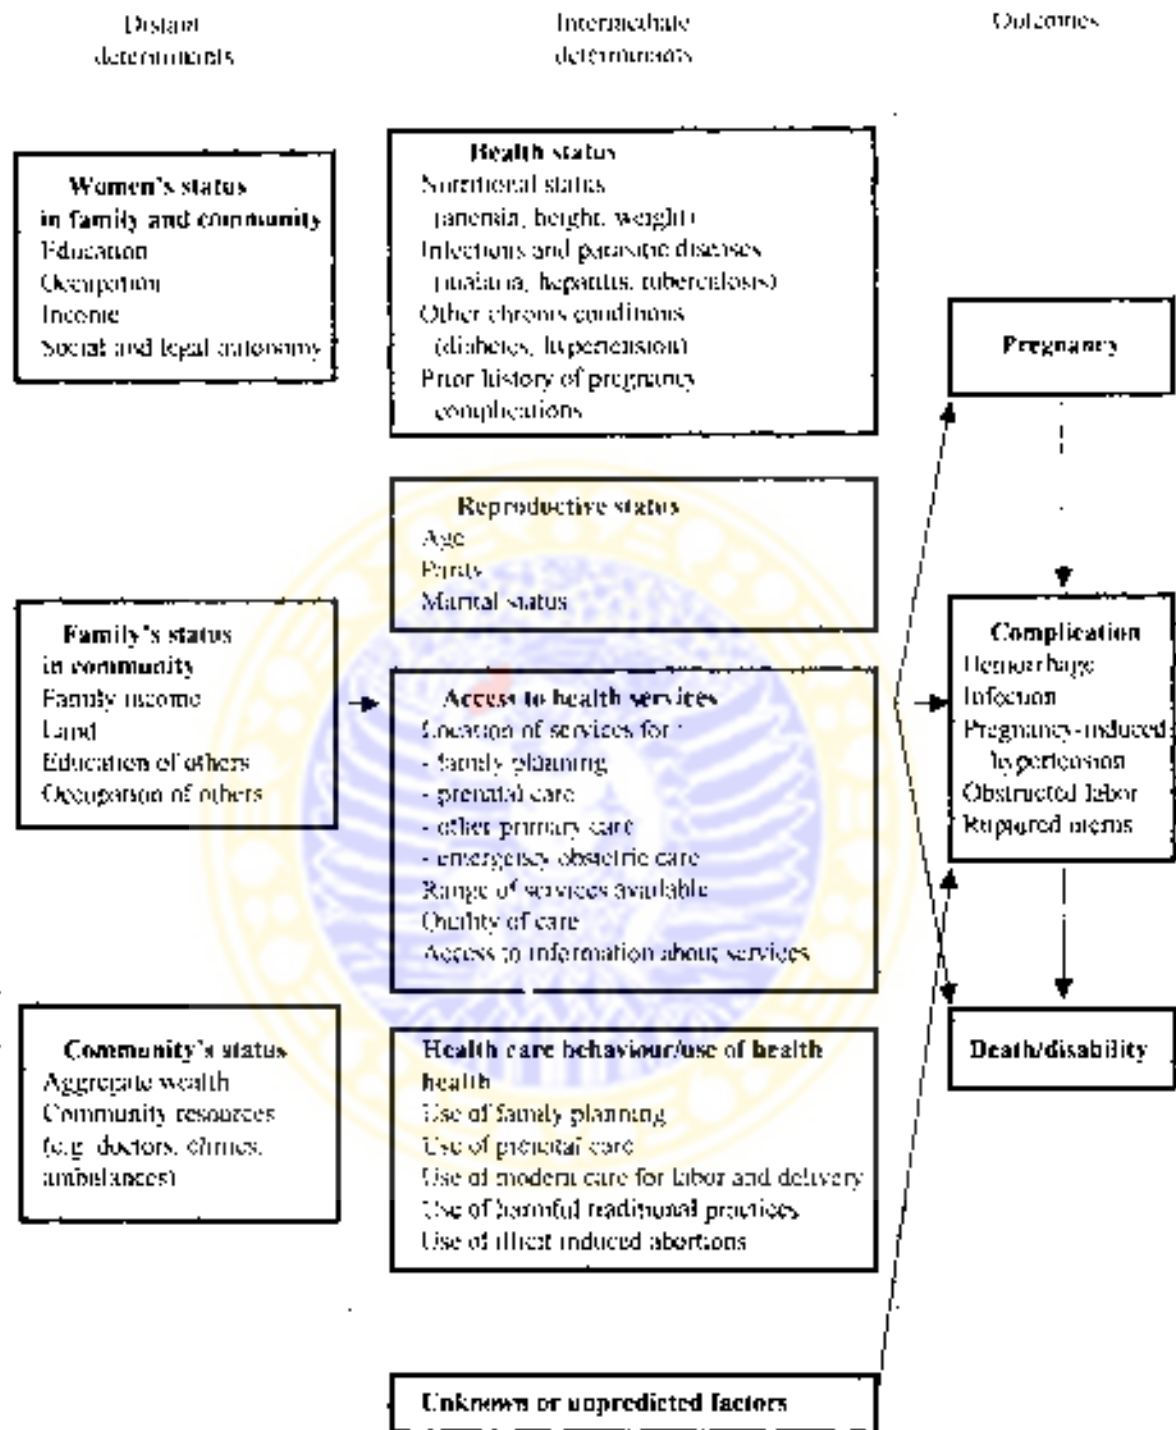 Distant
determinants
Intermediate
determinants
Outcomes
Women's status
in family and community
Education
Occupation
Income
Social and legal autonomy
Family's status
in community
Family income
Land
Education of others
Occupation of others
Community's status
Aggregate wealth
Community resources
(e.g. doctors, clinics,
ambulances)
Health status
Nutritional status
(anemia, height, weight)
Infections and parasitic diseases
(malaria, hepatitis, tuberculosis)
Other chronic conditions
(diabetes, hypertension)
Prior history of pregnancy
complications
Reproductive status
Age
Parity
Marital status
Access to health services
Location of services for :
- family planning
- prenatal care
- other primary care
- emergency obstetric care
Range of services available
Quality of care
Access to information about services
Health care behaviour/use of health
health
Use of family planning
Use of prenatal care
Use of modern care for labor and delivery
Use of harmful traditional practices
Use of illicit induced abortions
Unknown or unpredicted factors
Pregnancy
Complication
Hemorrhage
Infection
Pregnancy-induced
hypertension
Obstructed labor
Ruptured uterus
Death/disability